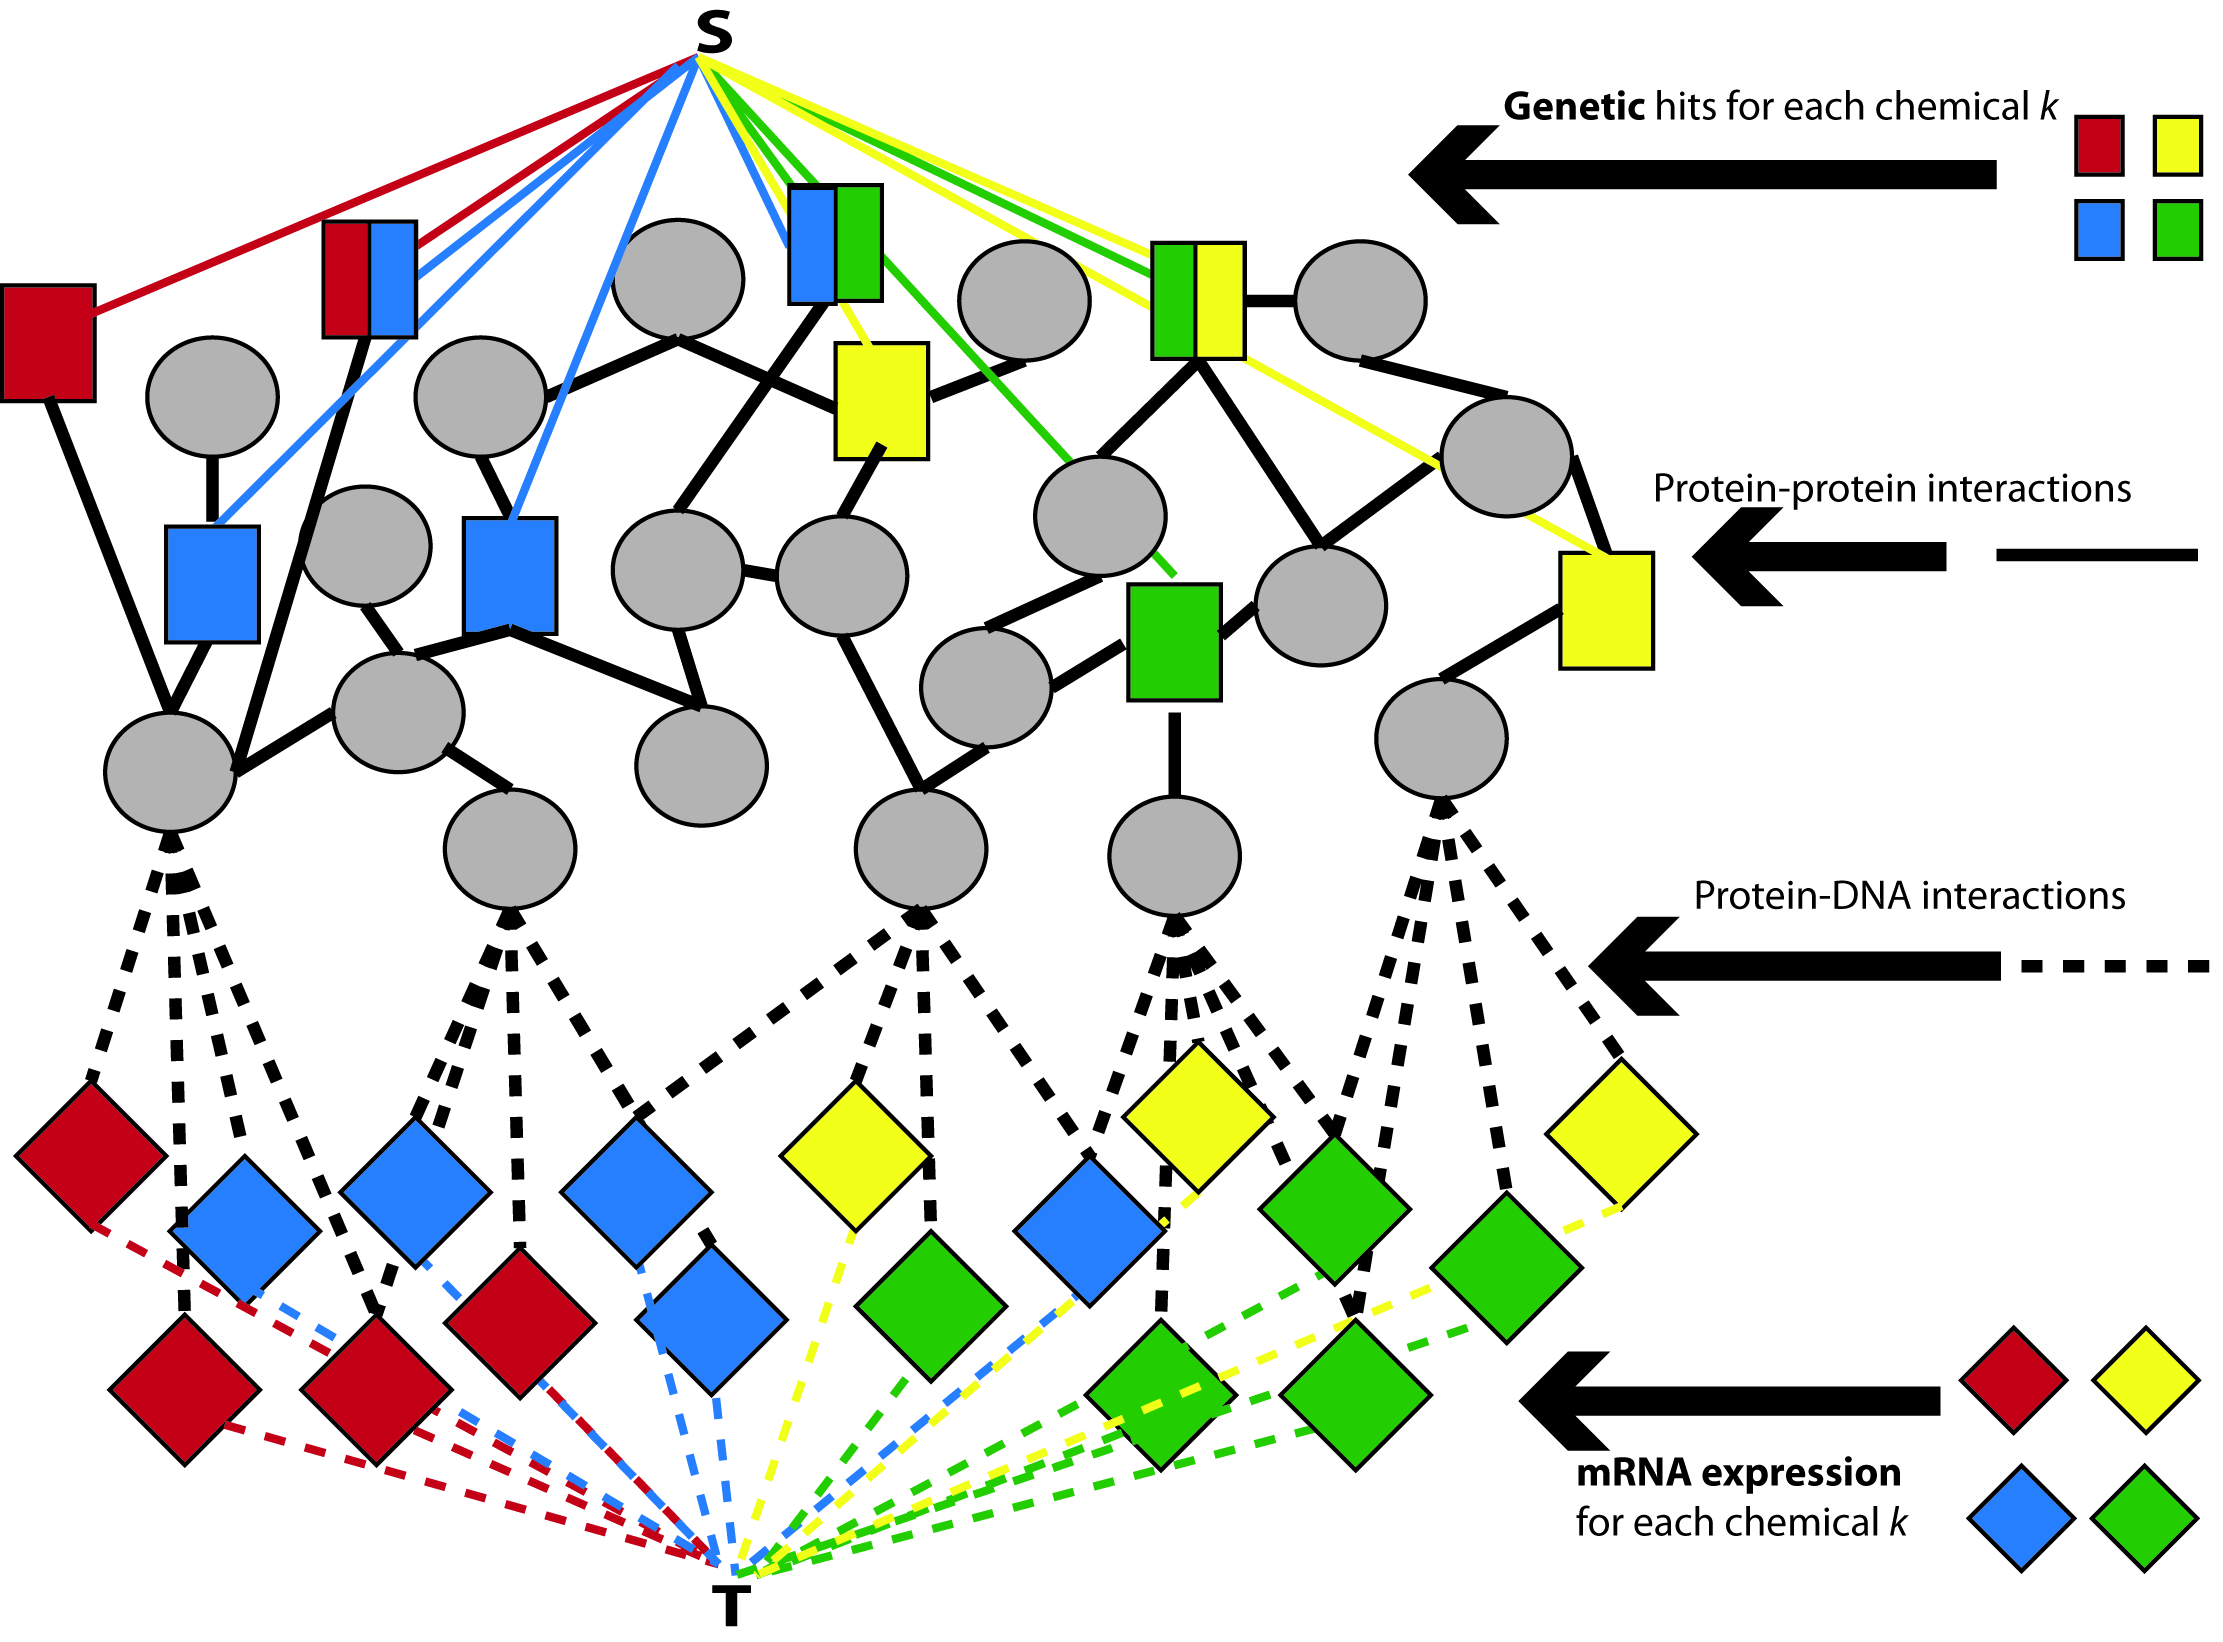 S
Genetic hits for each chemical k
Protein-protein interactions
Protein-DNA interactions
mRNA expression
for each chemical k
T